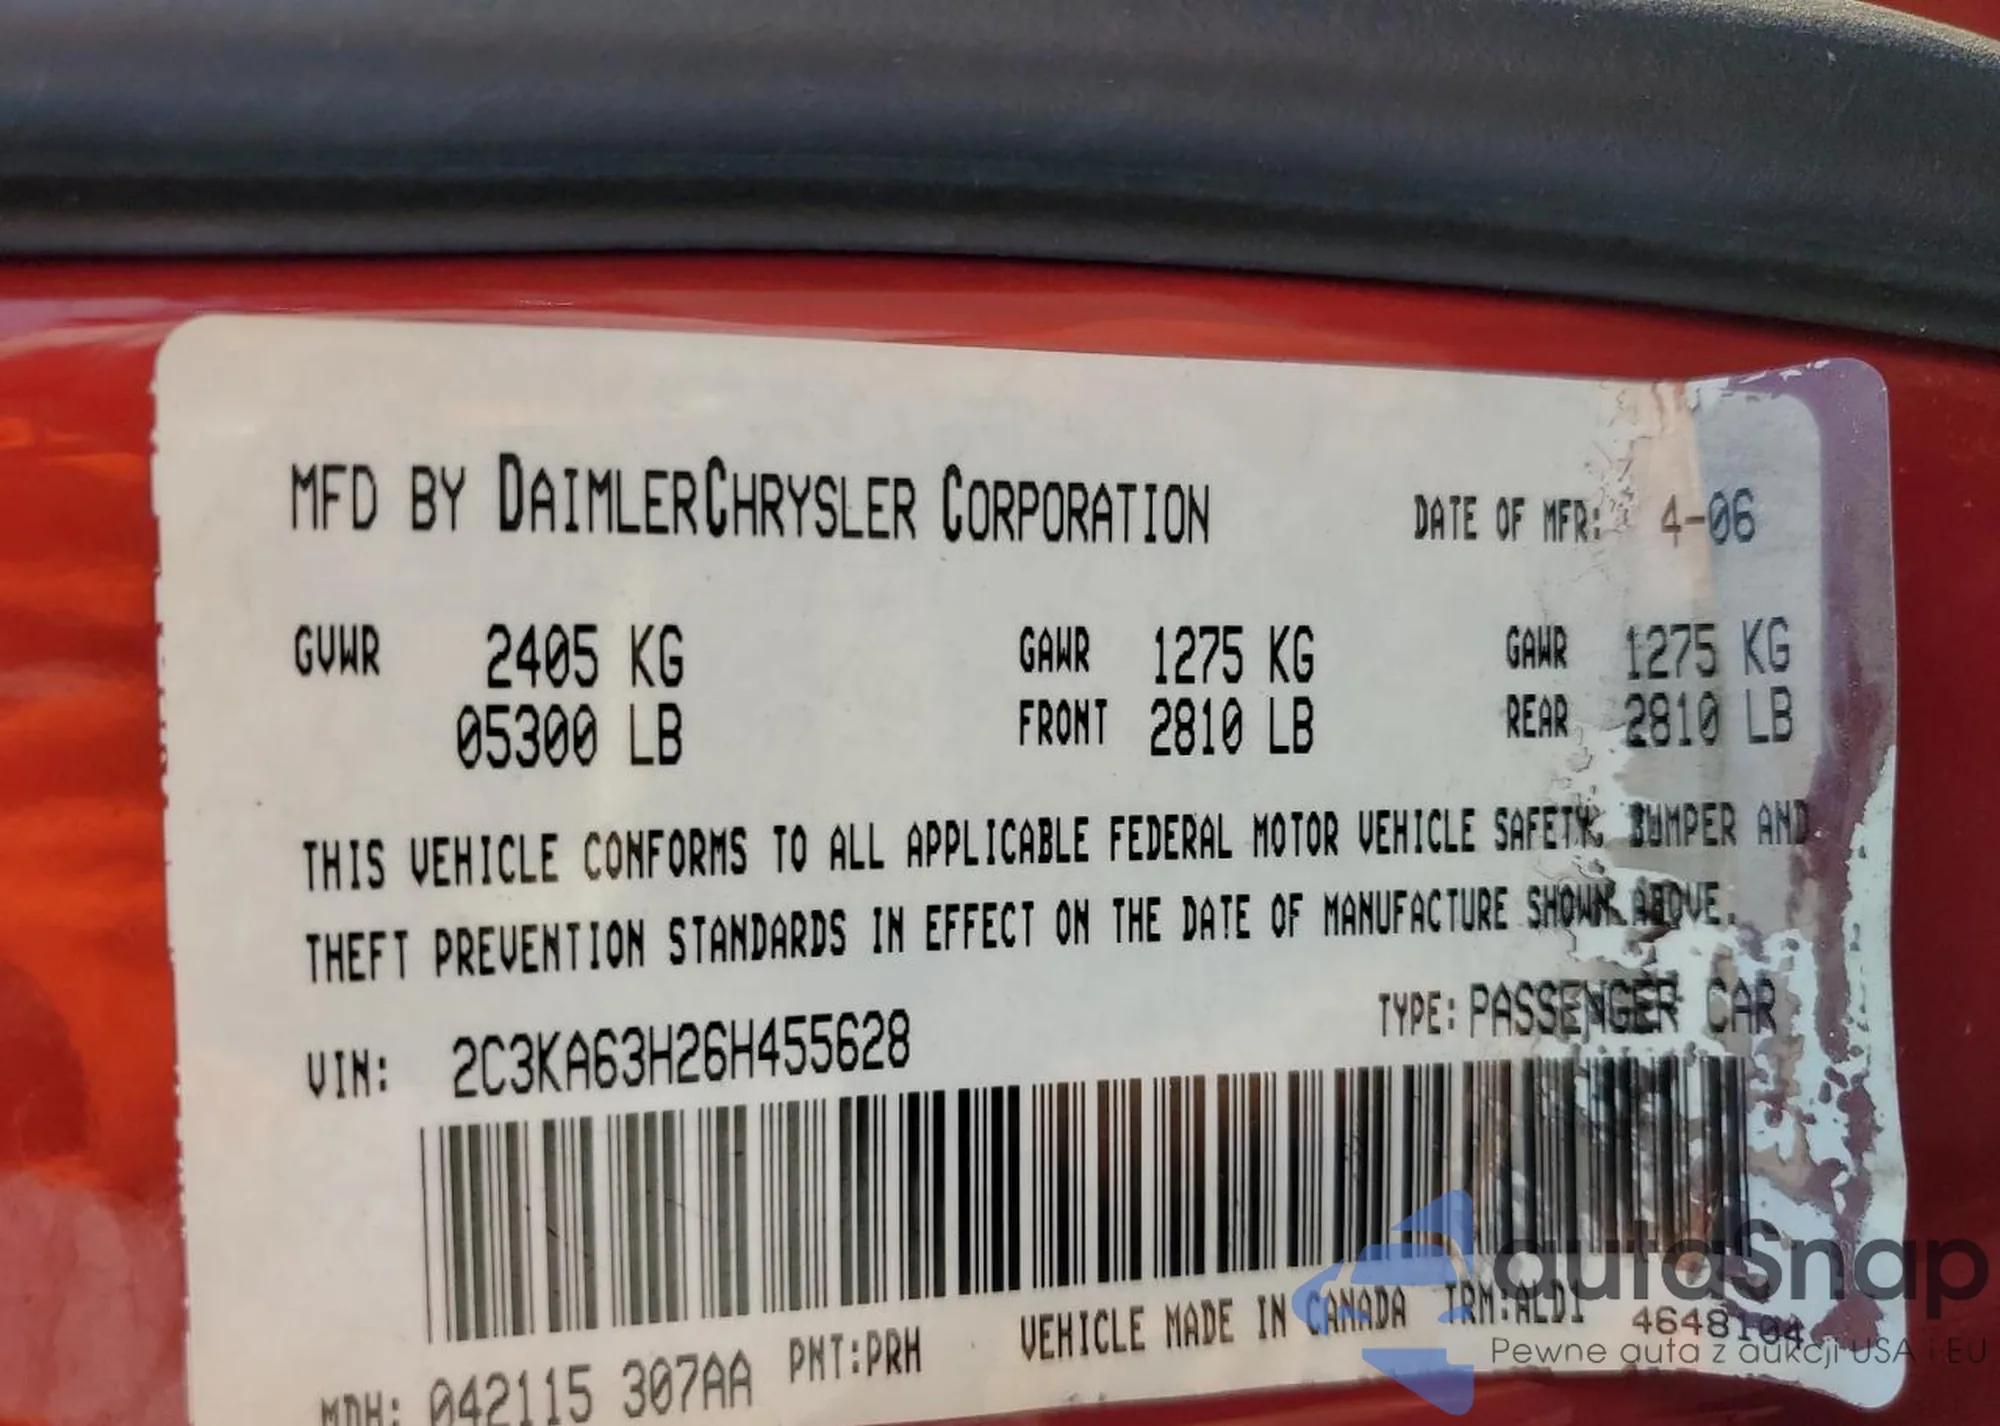 MFD BY DAIMLERCHRYSLER CORPORATION DATE OF MFR: 4-06
GVWR 2405 KG GAWR 1275 KG GAWR 1275 KG
05300 LB FRONT 2810 LB REAR 2810 LB
THIS VEHICLE CONFORMS TO ALL APPLICABLE FEDERAL MOTOR VEHICLE SAFETY, BUMPER AND
THEFT PREVENTION STANDARDS IN EFFECT ON THE DATE OF MANUFACTURE SHOWN ABOVE.
VIN: 2C3KA63H26H455628 TYPE: PASSENGER CAR
MDH: 042115 307AA PNT:PRH VEHICLE MADE IN CANADA TRM:ALD1 4648104
autaSnap
Pewne auta z aukcji USA i EU